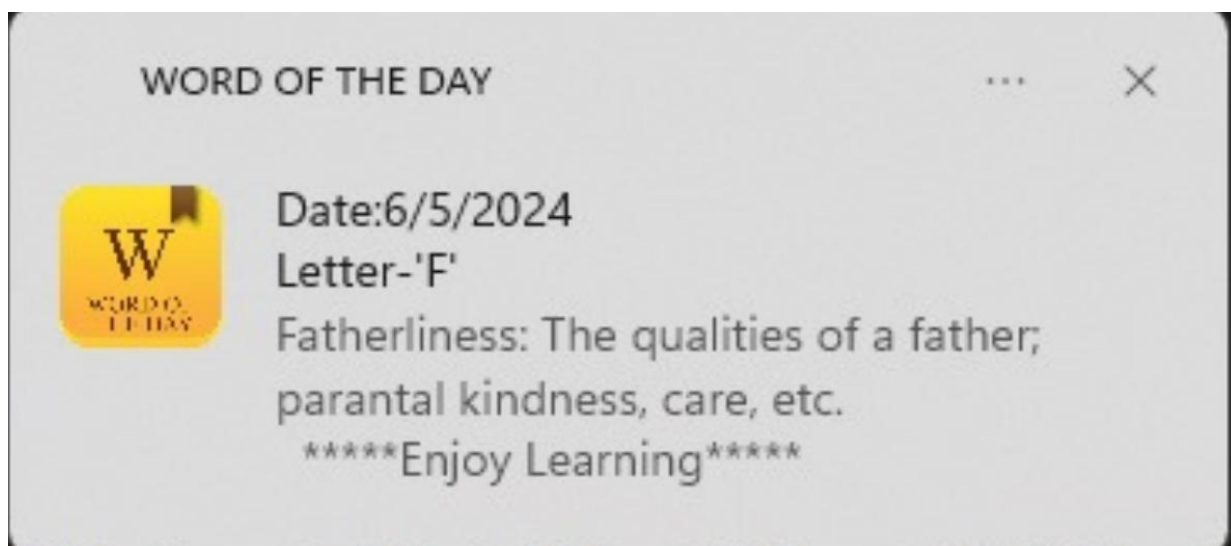 WORD OF THE DAY
Date:6/5/2024
Letter-'F'
W
Fatherliness: The qualities of a father;
parantal kindness, care, etc.
*****Enjoy Learning*****